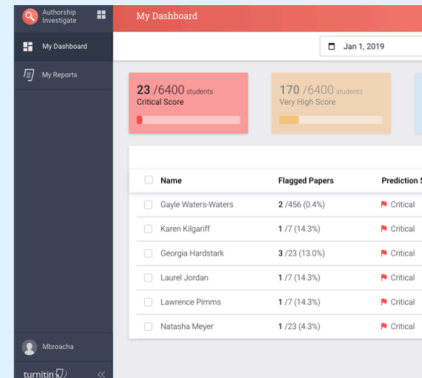 Authorship
Investigate
My Dashboard
Jan 1, 2019
My Dashboard
My Reports
23 /6400 students
Critical Score
170 /6400 students
Very High Score
Name Flagged Papers Prediction S
Gayle Waters-Waters 2 /456 (0.4%) Critical
Karen Kilgariff 1 /7 (14.3%) Critical
Georgia Hardstark 3 /23 (13.0%) Critical
Laurel Jordan 1 /7 (14.3%) Critical
Lawrence Pimms 1 /7 (14.3%) Critical
Natasha Meyer 1 /23 (4.3%) Critical
Mbroacha
turnitin